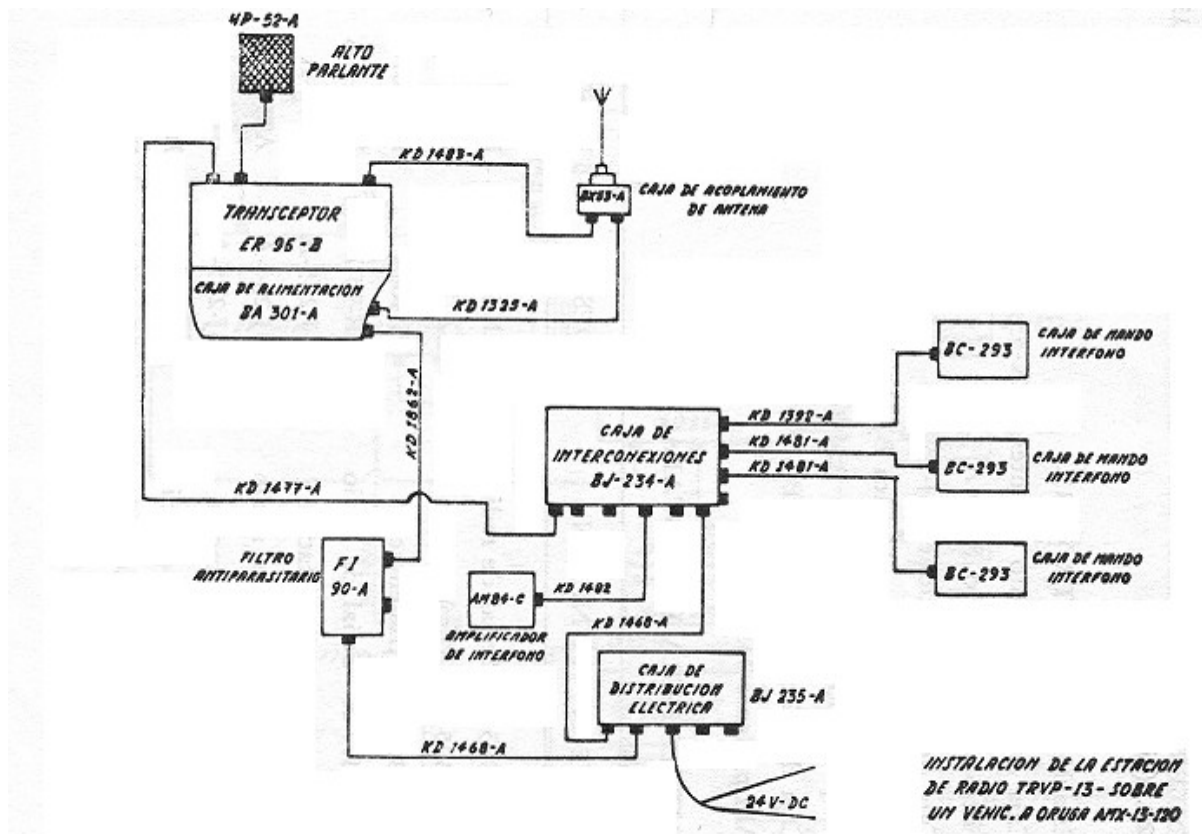 4P-52-A
ALTO
PARLANTE
KD 1483-A
BX53-A
CAJA DE ACOPLAMIENTO
DE ANTENA
TRANSCEPTOR
ER 96-B
CAJA DE ALIMENTACION
BA 301-A
KD 1325-A
KD 1862-A
BC-293
CAJA DE MANDO
INTERFONO
KD 1392-A
CAJA DE
INTERCONEXIONES
BJ-234-A
KD 1481-A
KD 1481-A
BC-293
CAJA DE MANDO
INTERFONO
KD 1477-A
FILTRO
ANTIPARASITARIO
FI
90-A
BC-293
CAJA DE MANDO
INTERFONO
AM84-C
KD 1482
AMPLIFICADOR
DE INTERFONO
KD 1468-A
CAJA DE
DISTRIBUCION
ELECTRICA
BJ 235-A
KD 1468-A
24V-DC
INSTALACION DE LA ESTACION
DE RADIO TRVP-13-SOBRE
UN VEHIC. A ORUGA AMX-13-120